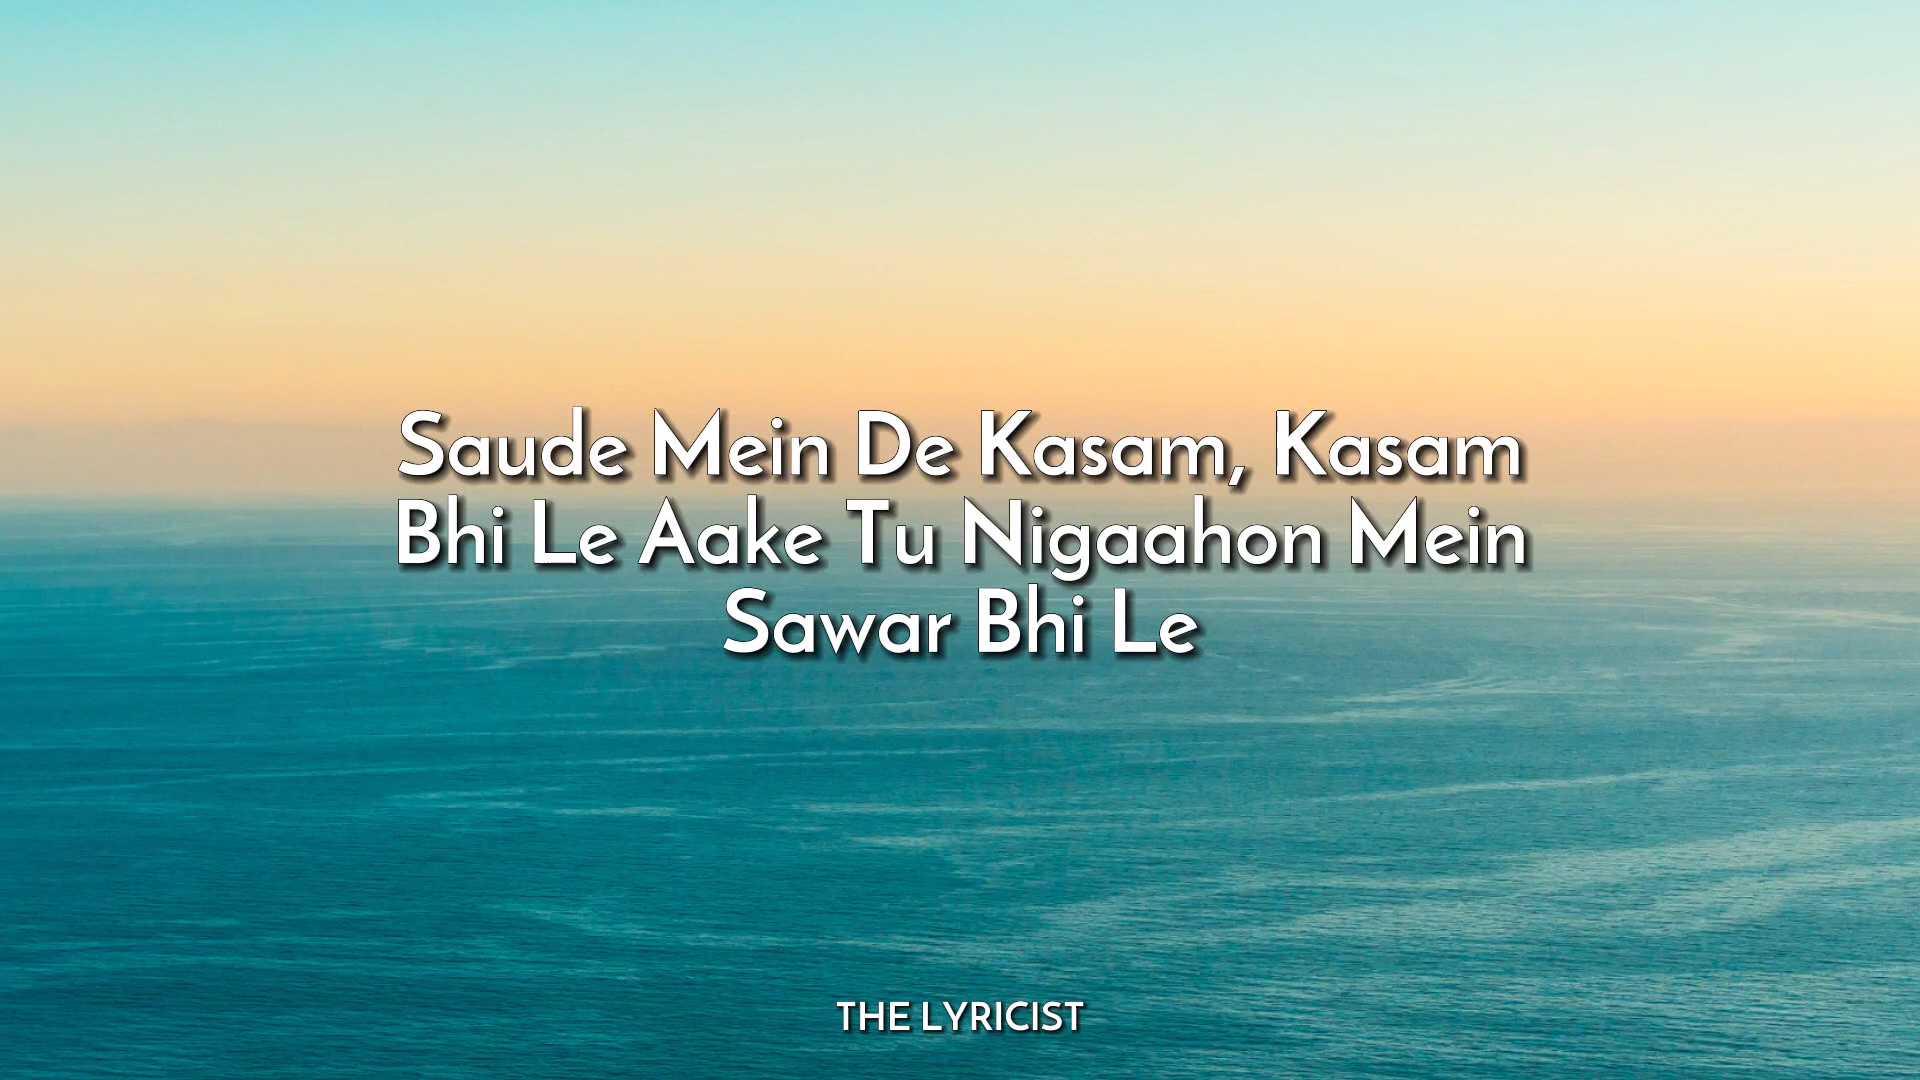 Saude Mein De Kasam, Kasam
Bhi Le Aake Tu Nigaahon Mein
Sawar Bhi Le
THE LYRICIST